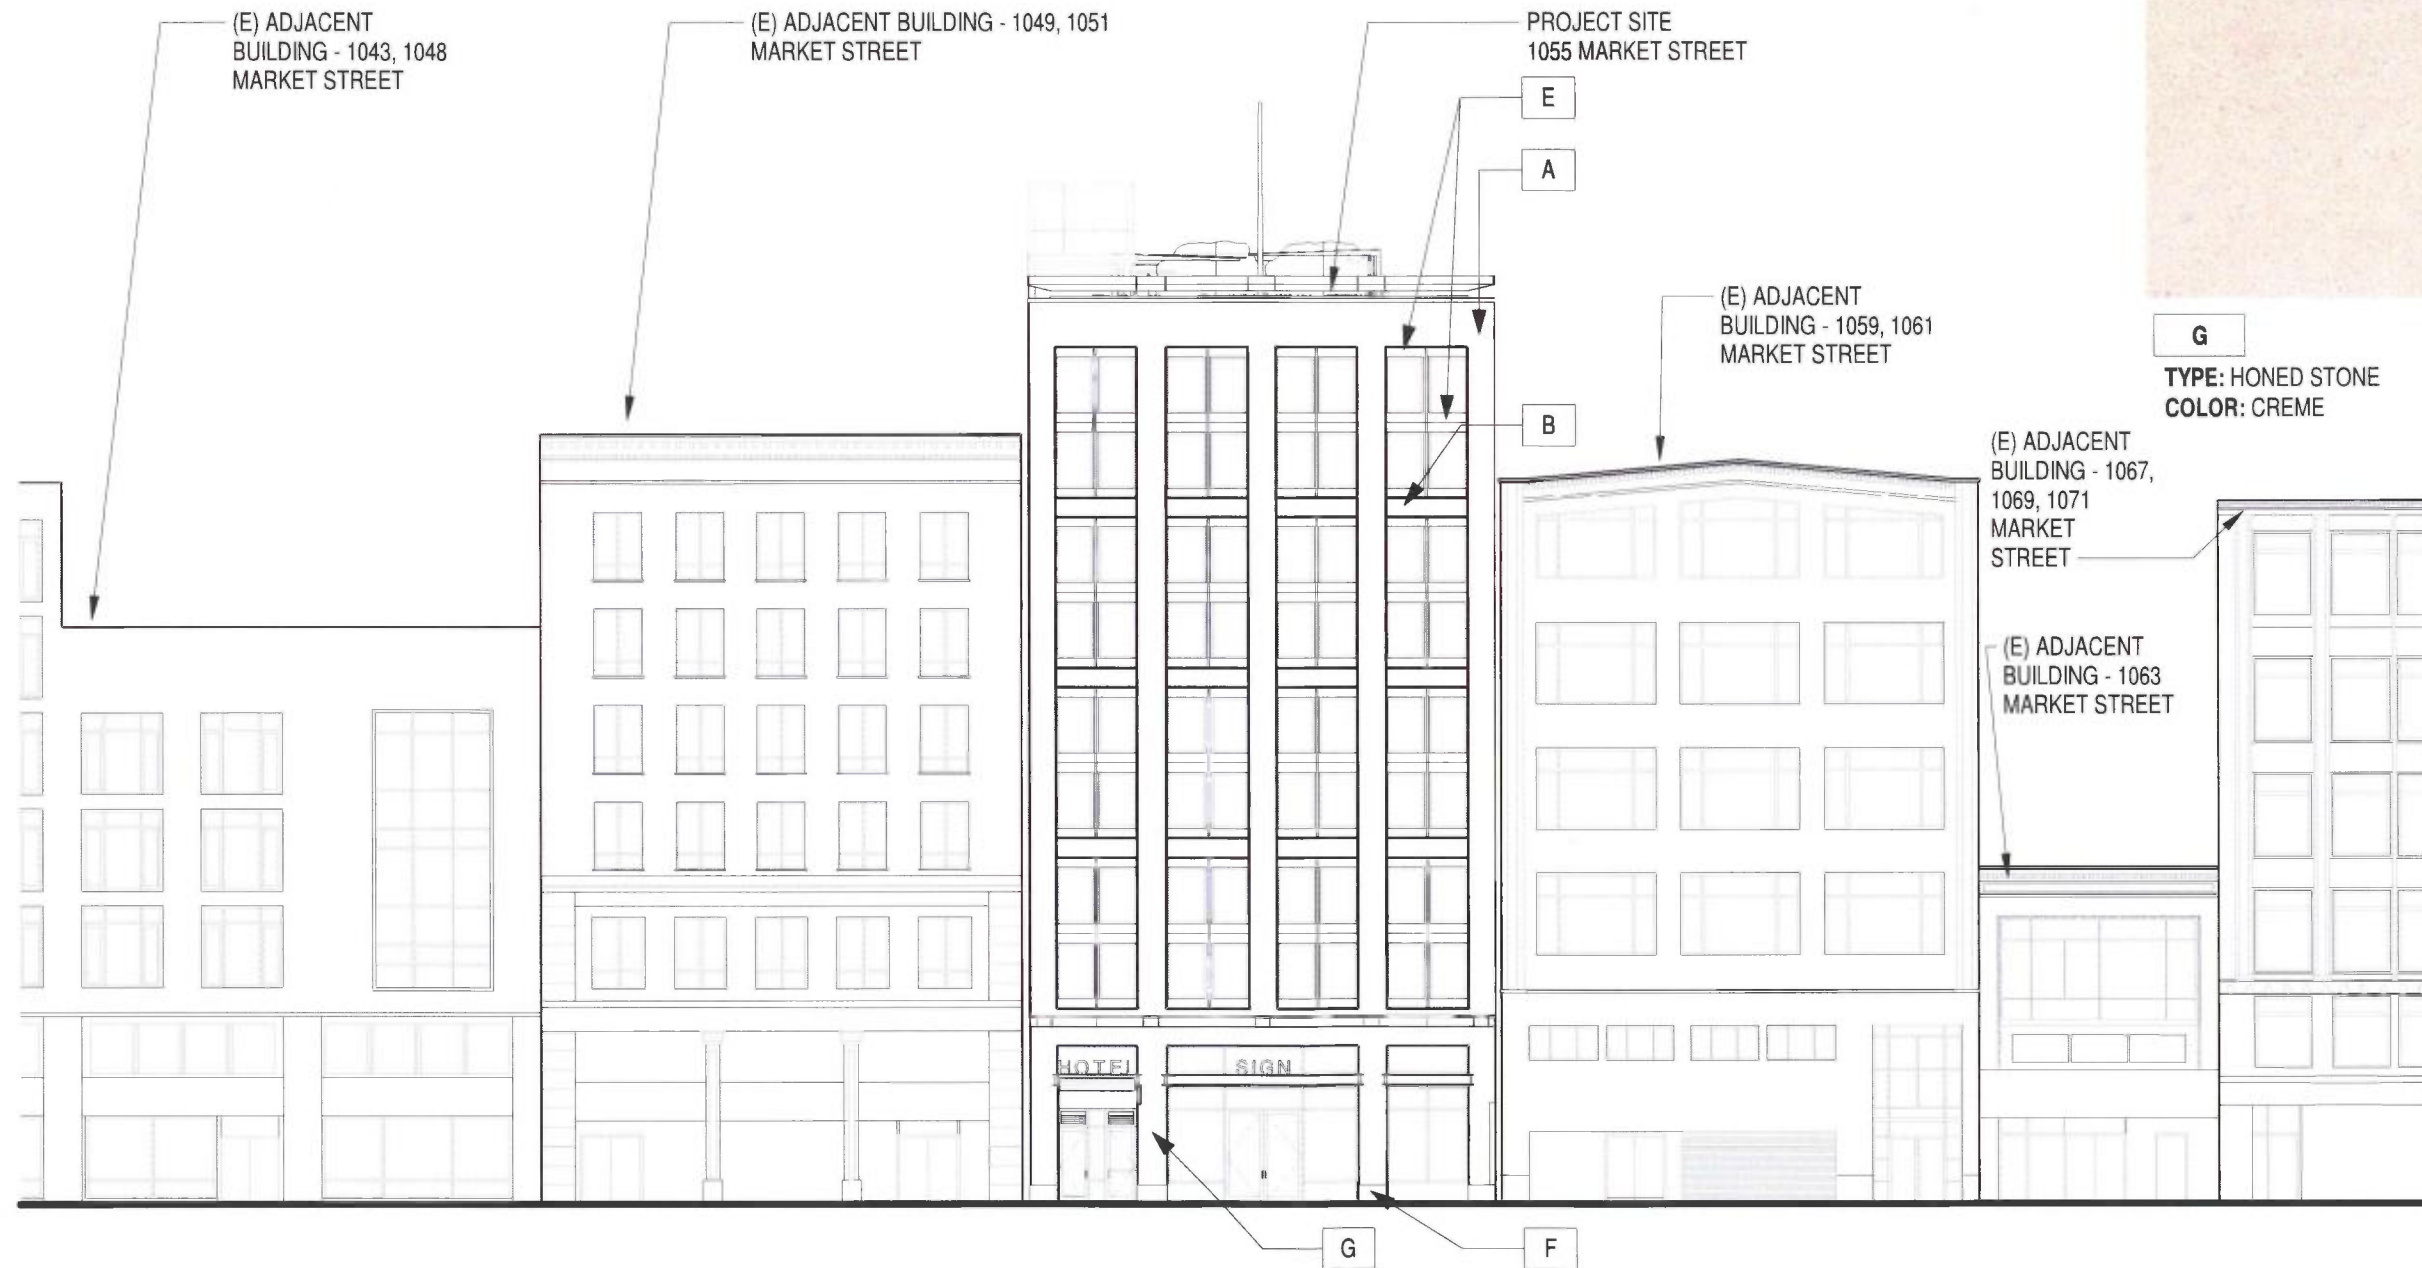 (E) ADJACENT
BUILDING - 1043, 1048
MARKET STREET
(E) ADJACENT BUILDING - 1049, 1051
MARKET STREET
PROJECT SITE
1055 MARKET STREET
E
A
B
(E) ADJACENT
BUILDING - 1059, 1061
MARKET STREET
G
TYPE: HONED STONE
COLOR: CREME
(E) ADJACENT
BUILDING - 1067,
1069, 1071
MARKET
STREET
(E) ADJACENT
BUILDING - 1063
MARKET STREET
HOTEL
SIGN
G
F